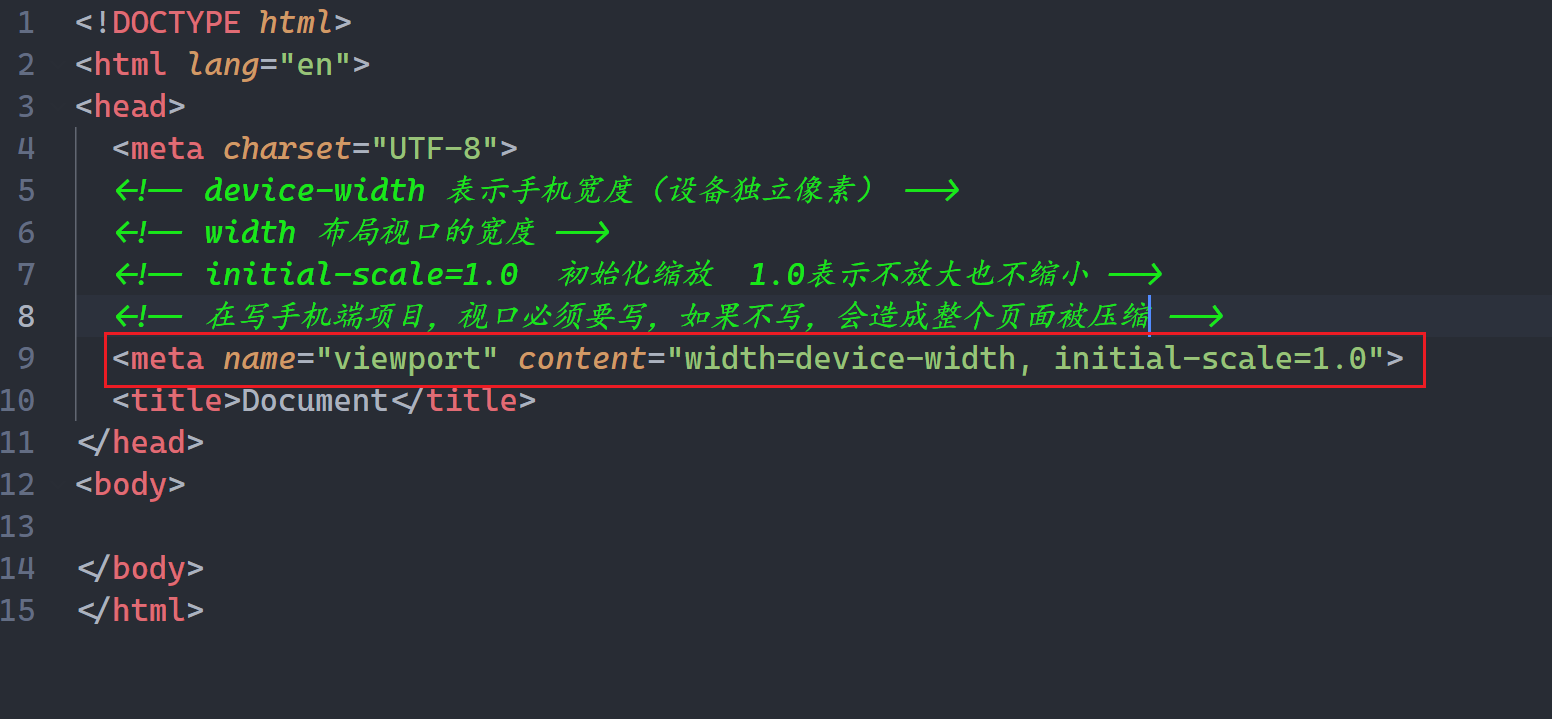 1 <!DOCTYPE html>
2 <html lang="en">
3 <head>
4 <meta charset="UTF-8">
5 <!-- device-width 表示手机宽度（设备独立像素） -->
6 <!-- width 布局视口的宽度 -->
7 <!-- initial-scale=1.0  初始化缩放  1.0表示不放大也不缩小 -->
8 <!-- 在写手机端项目，视口必须要写，如果不写，会造成整个页面被压缩 -->
9 <meta name="viewport" content="width=device-width, initial-scale=1.0">
10 <title>Document</title>
11 </head>
12 <body>
13
14 </body>
15 </html>